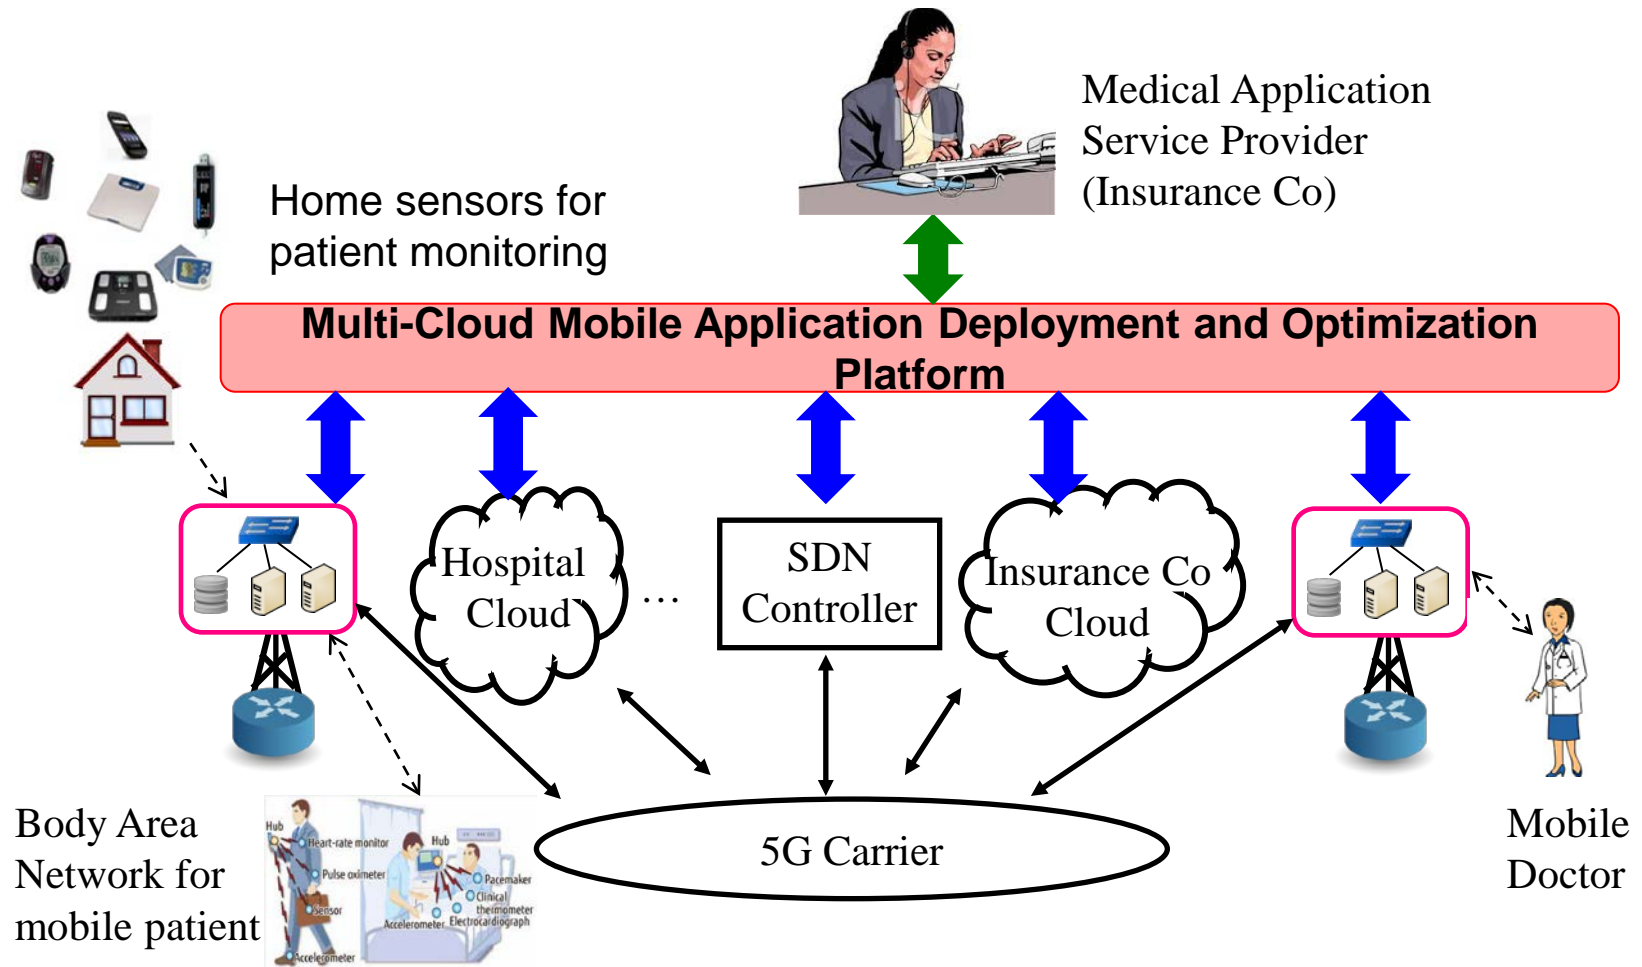 Medical Application
Service Provider
(Insurance Co)
Home sensors for
patient monitoring
Multi-Cloud Mobile Application Deployment and Optimization
Platform
Hospital
Cloud
...
SDN
Controller
Insurance Co
Cloud
5G Carrier
Body Area
Network for
mobile patient
Hub
Heart-rate monitor
Pulse oximeter
Sensor
Accelerometer
Hub
Pacemaker
Clinical
thermometer
Accelerometer
Electrocardiograph
Mobile
Doctor